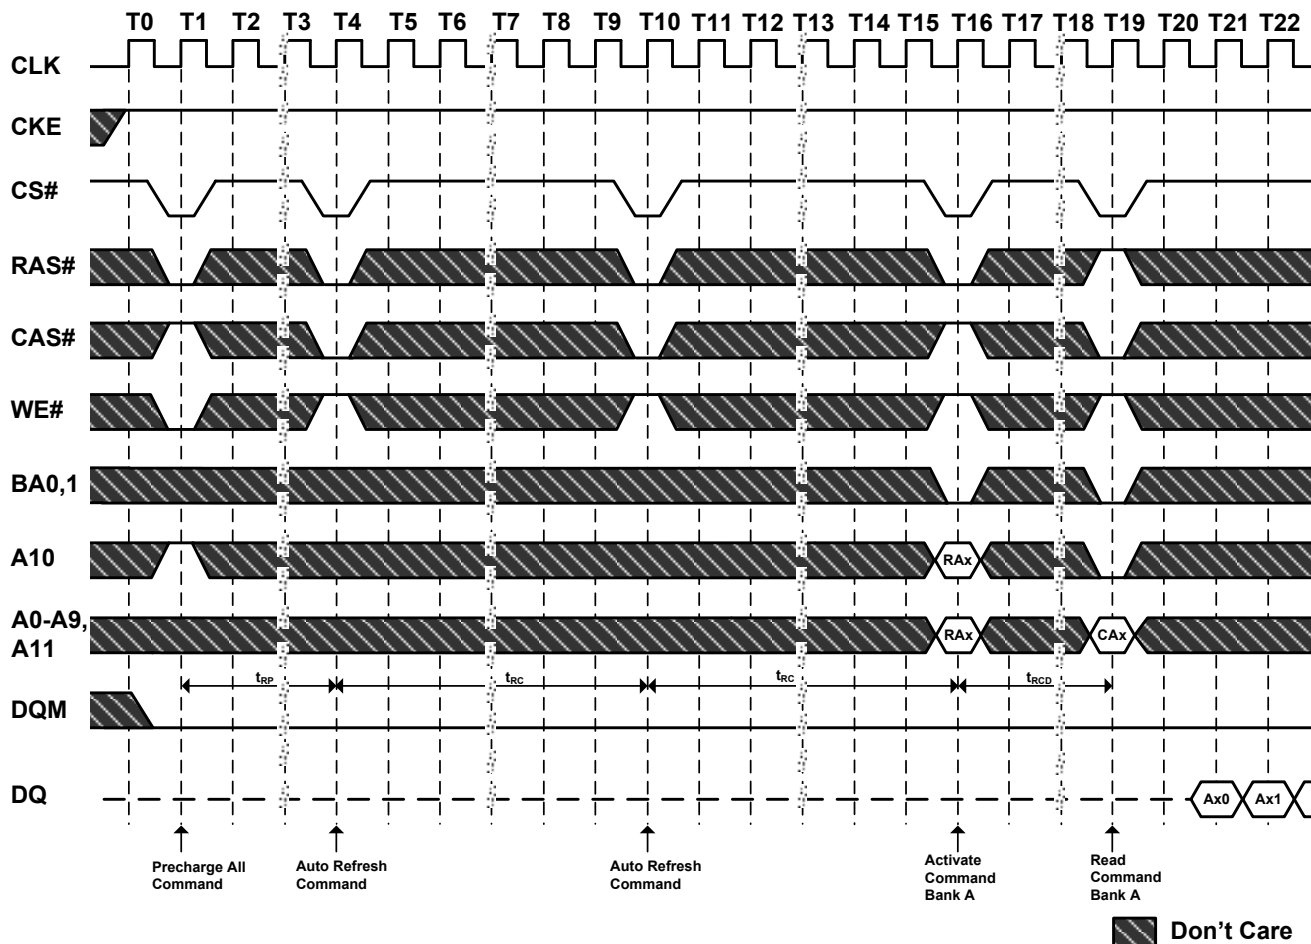 T0 T1 T2 T3 T4 T5 T6 T7 T8 T9 T10 T11 T12 T13 T14 T15 T16 T17 T18 T19 T20 T21 T22
CLK
CKE
CS#
RAS#
CAS#
WE#
BA0,1
A10
RAx
A0-A9,
A11
RAx CAx
tRP tRC tRC tRCD
DQM
DQ
Ax0 Ax1
Precharge All
Command
Auto Refresh
Command
Auto Refresh
Command
Activate
Command
Bank A
Read
Command
Bank A
Don't Care